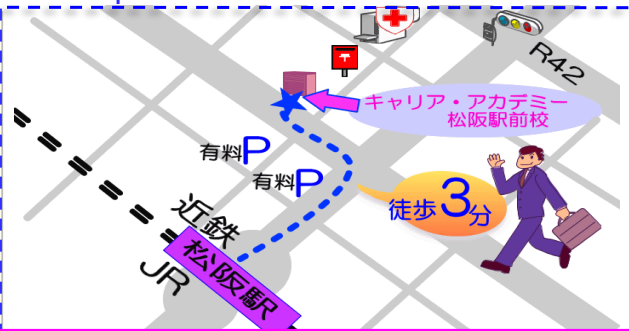 R42
キャリア・アカデミー
松阪駅前校
有料P
有料P
徒歩3分
近鉄
松阪駅
JR